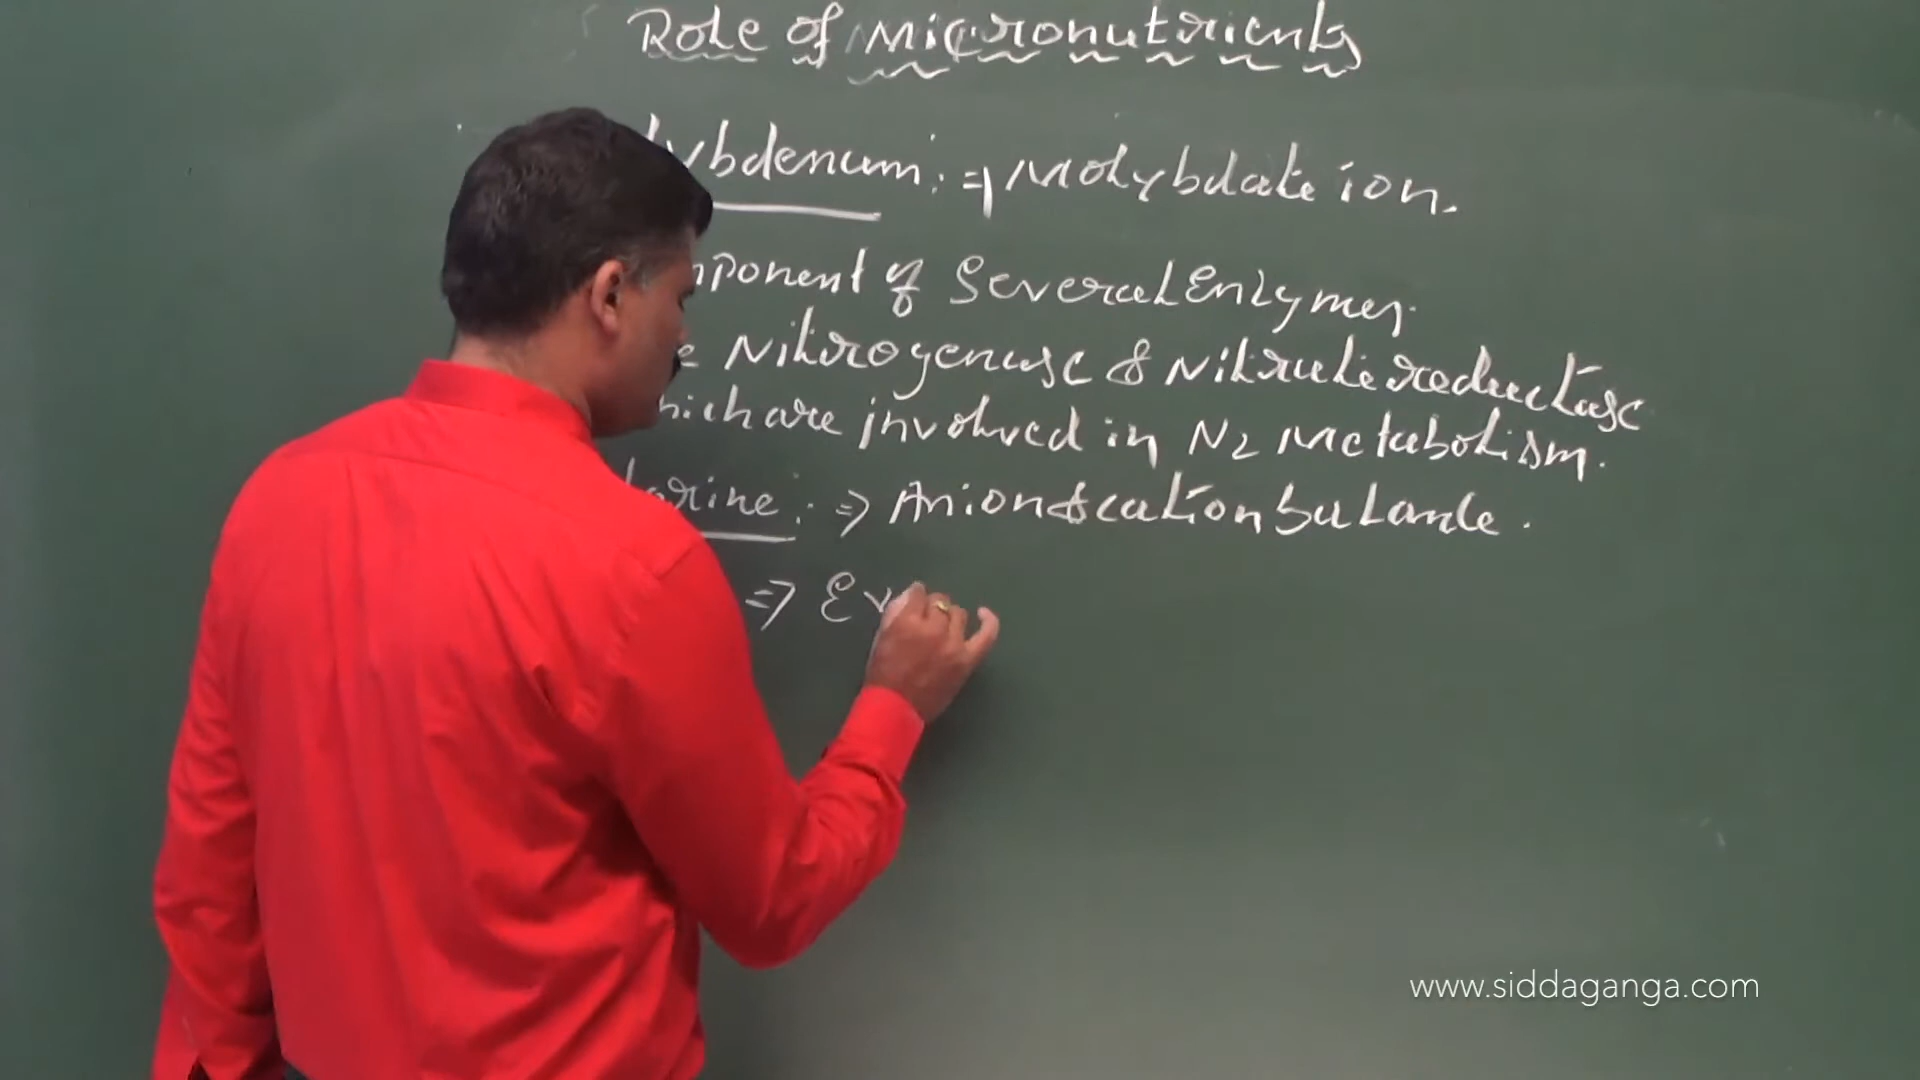 Role of Micronutrients
lybdenum : ⇒ Molybdate ion.
mponent of Several Enzymes.
e Nitrogenase & Nitrate reductase
hich are involved in N2 Metabolism.
lorine : ⇒ Anion & cation balance.
⇒ Ev
www.siddaganga.com